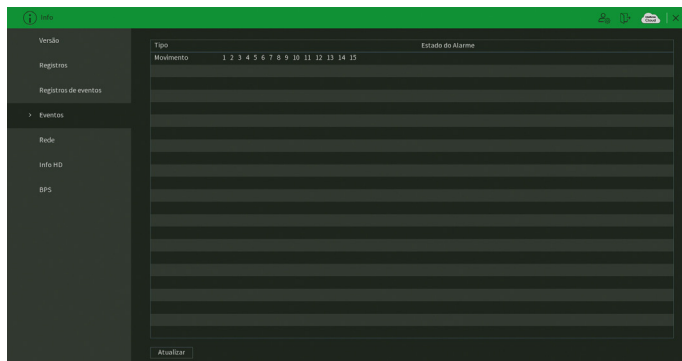 Info
Cloud
Versão
Registros
Registros de eventos
> Eventos
Rede
Info HD
BPS
Tipo Estado do Alarme
Movimento 1 2 3 4 5 6 7 8 9 10 11 12 13 14 15
Atualizar